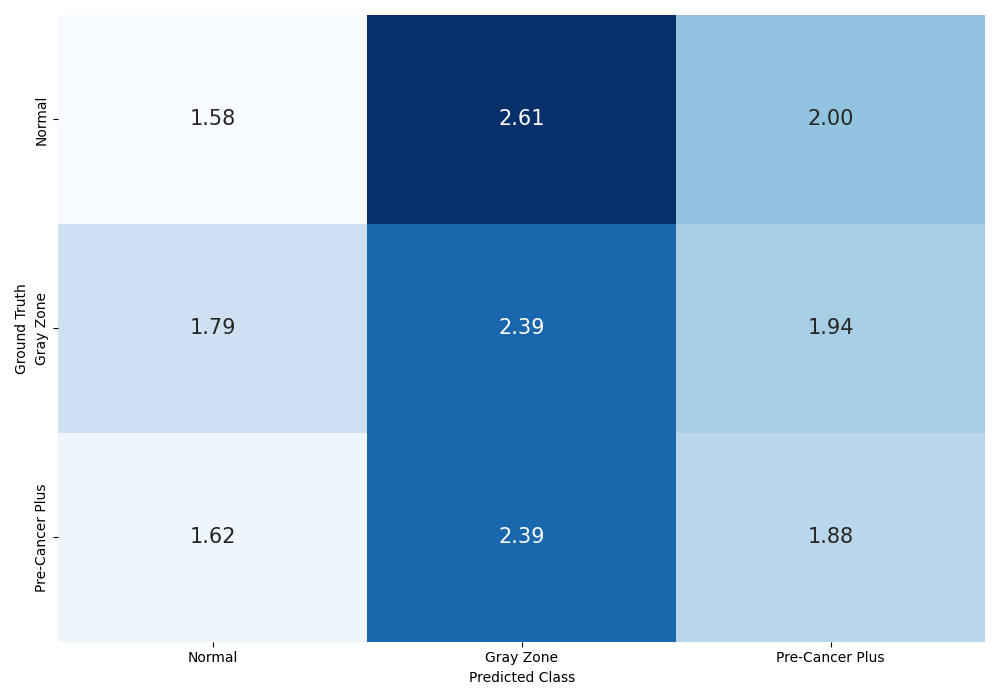 Ground Truth
Normal
1.58 2.61 2.00
Gray Zone
1.79 2.39 1.94
Pre-Cancer Plus
1.62 2.39 1.88
Normal Gray Zone Pre-Cancer Plus
Predicted Class